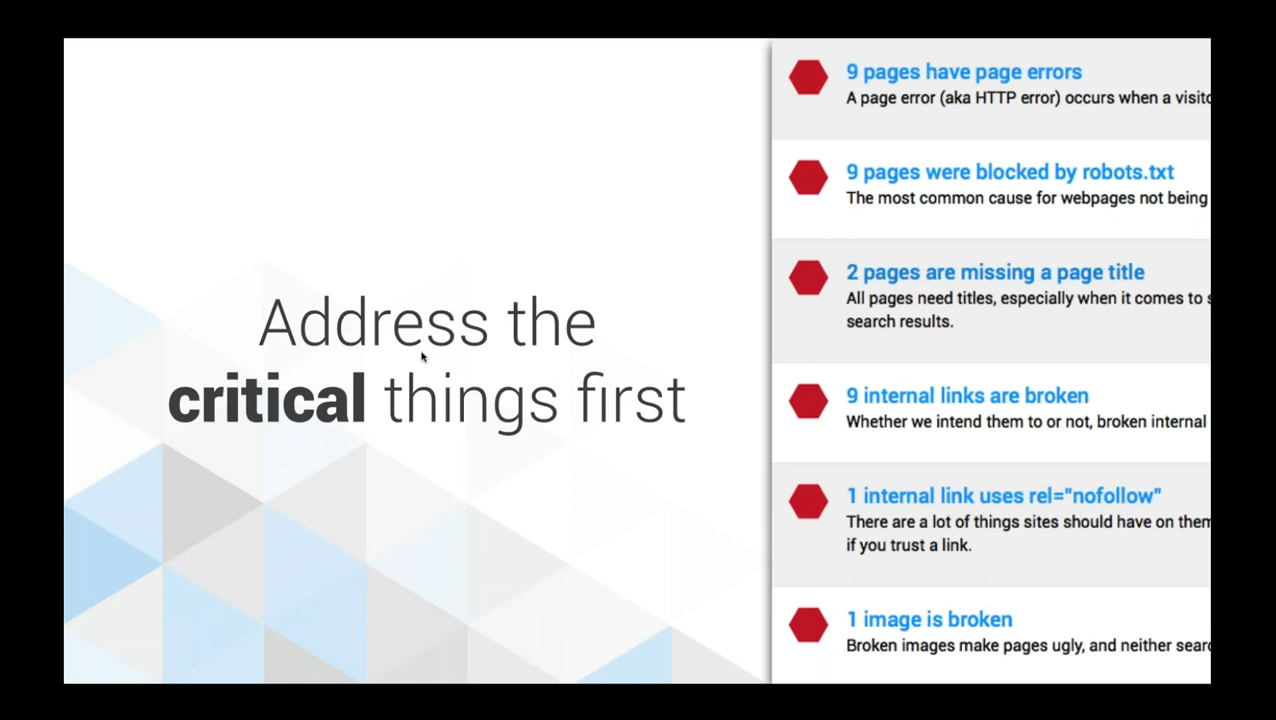 Address the
critical things first
9 pages have page errors
A page error (aka HTTP error) occurs when a
9 pages were blocked by robots.txt
The most common cause for webpages not being
2 pages are missing a page title
All pages need titles, especially when it comes to
search results.
9 internal links are broken
Whether we intend them to or not, broken internal
1 internal link uses rel="nofollow"
There are a lot of things sites should have on
if you trust a link.
1 image is broken
Broken images make pages ugly, and neither